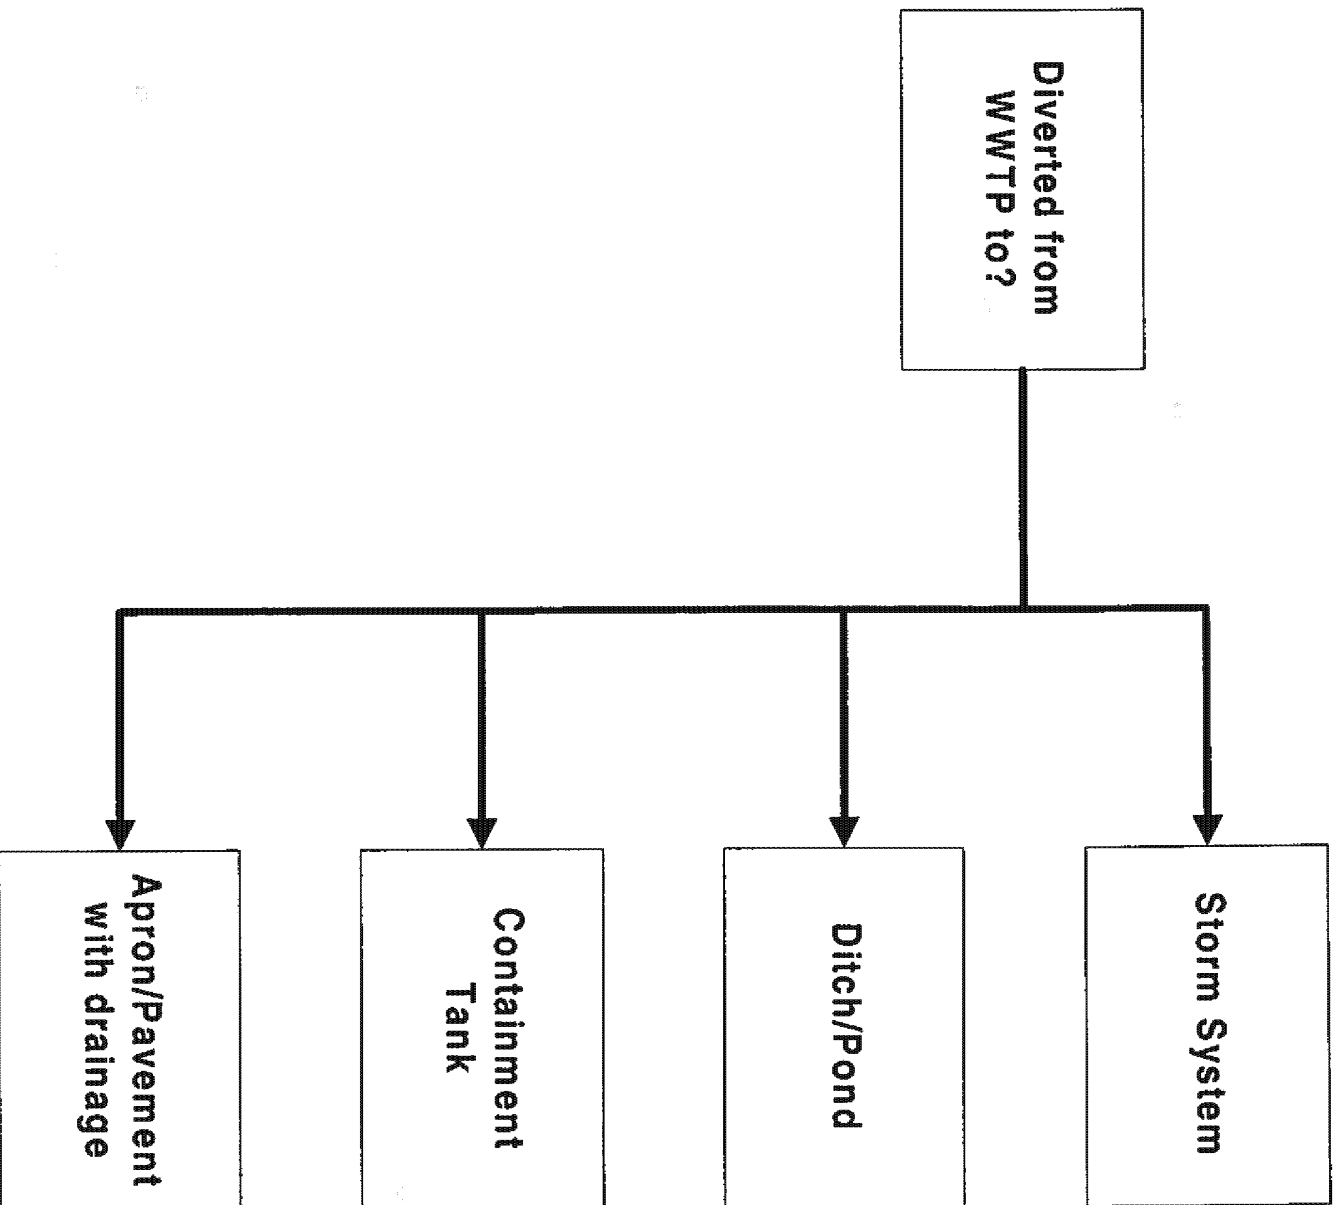 Diverted from
WWTP to?
Storm System
Ditch/Pond
Containment
Tank
Apron/Pavement
with drainage